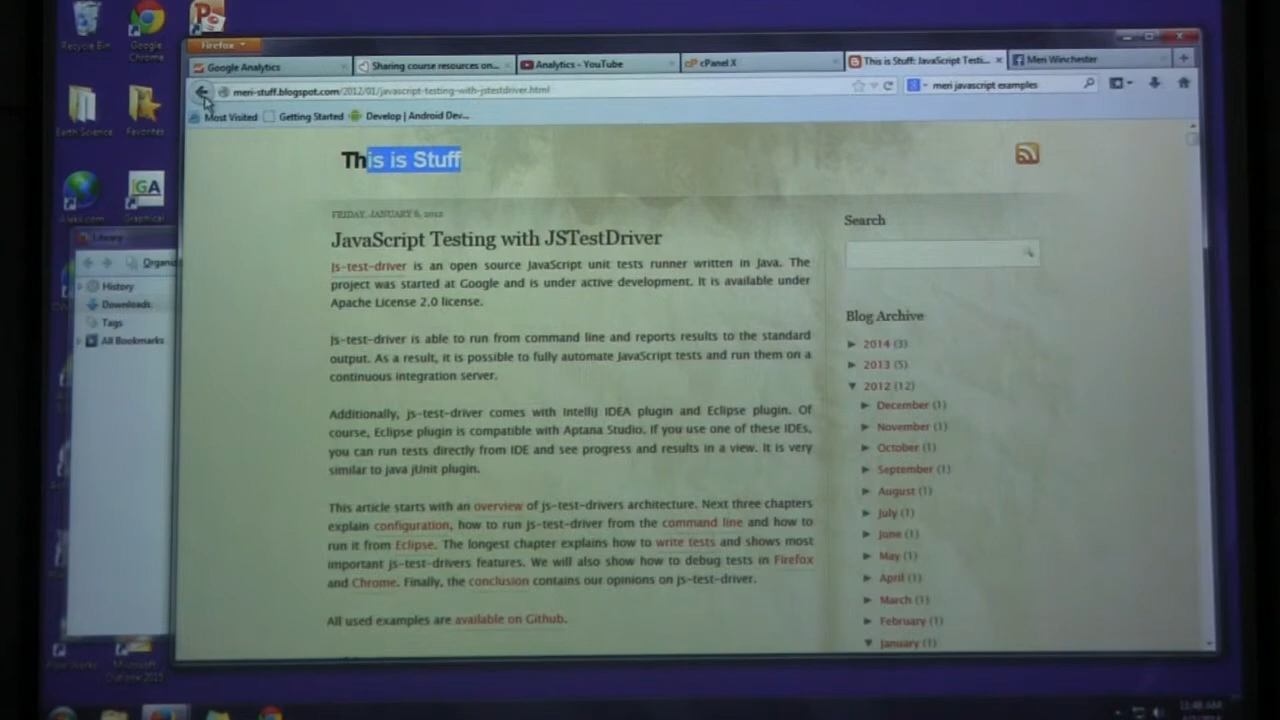 Recycle Bin
Google Chrome
Firefox
Google Analytics
Sharing course resources on...
Analytics - YouTube
cPanel X
This is Stuff: JavaScript Testi...
Meri Winchester
meri-stuff.blogspot.com/2012/01/javascript-testing-with-jstestdriver.html
meri javascript examples
Most Visited
Getting Started
Develop | Android Dev...
Earth Science
Favorites
Graphical
Library
Organi
History
Downloads
Tags
All Bookmarks
This is Stuff
FRIDAY, JANUARY 6, 2012
JavaScript Testing with JSTestDriver
Js-test-driver is an open source JavaScript unit tests runner written in Java. The
project was started at Google and is under active development. It is available under
Apache License 2.0 license.
Js-test-driver is able to run from command line and reports results to the standard
output. As a result, it is possible to fully automate JavaScript tests and run them on a
continuous integration server.
Additionally, js-test-driver comes with IntelliJ IDEA plugin and Eclipse plugin. Of
course, Eclipse plugin is compatible with Aptana Studio. If you use one of these IDEs,
you can run tests directly from IDE and see progress and results in a view. It is very
similar to java jUnit plugin.
This article starts with an overview of js-test-drivers architecture. Next three chapters
explain configuration, how to run js-test-driver from the command line and how to
run it from Eclipse. The longest chapter explains how to write tests and shows most
important js-test-drivers features. We will also show how to debug tests in Firefox
and Chrome. Finally, the conclusion contains our opinions on js-test-driver.
All used examples are available on Github.
Search
Blog Archive
► 2014 (3)
► 2013 (5)
▼ 2012 (12)
► December (1)
► November (1)
► October (1)
► September (1)
► August (1)
► July (1)
► June (1)
► May (1)
► April (1)
► March (1)
► February (1)
▼ January (1)
Microsoft
Outlook 2013
11:48 AM